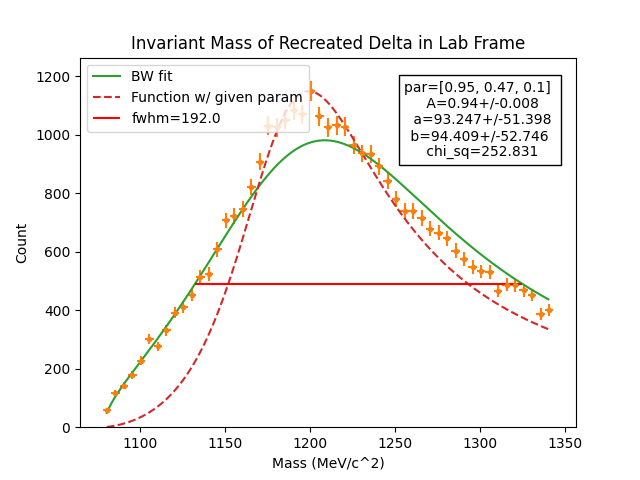 Invariant Mass of Recreated Delta in Lab Frame
BW fit
Function w/ given param
fwhm=192.0
par=[0.95, 0.47, 0.1]
A=0.94+/-0.008
a=93.247+/-51.398
b=94.409+/-52.746
chi_sq=252.831
Count
1200
1000
800
600
400
200
0
1100 1150 1200 1250 1300 1350
Mass (MeV/c^2)